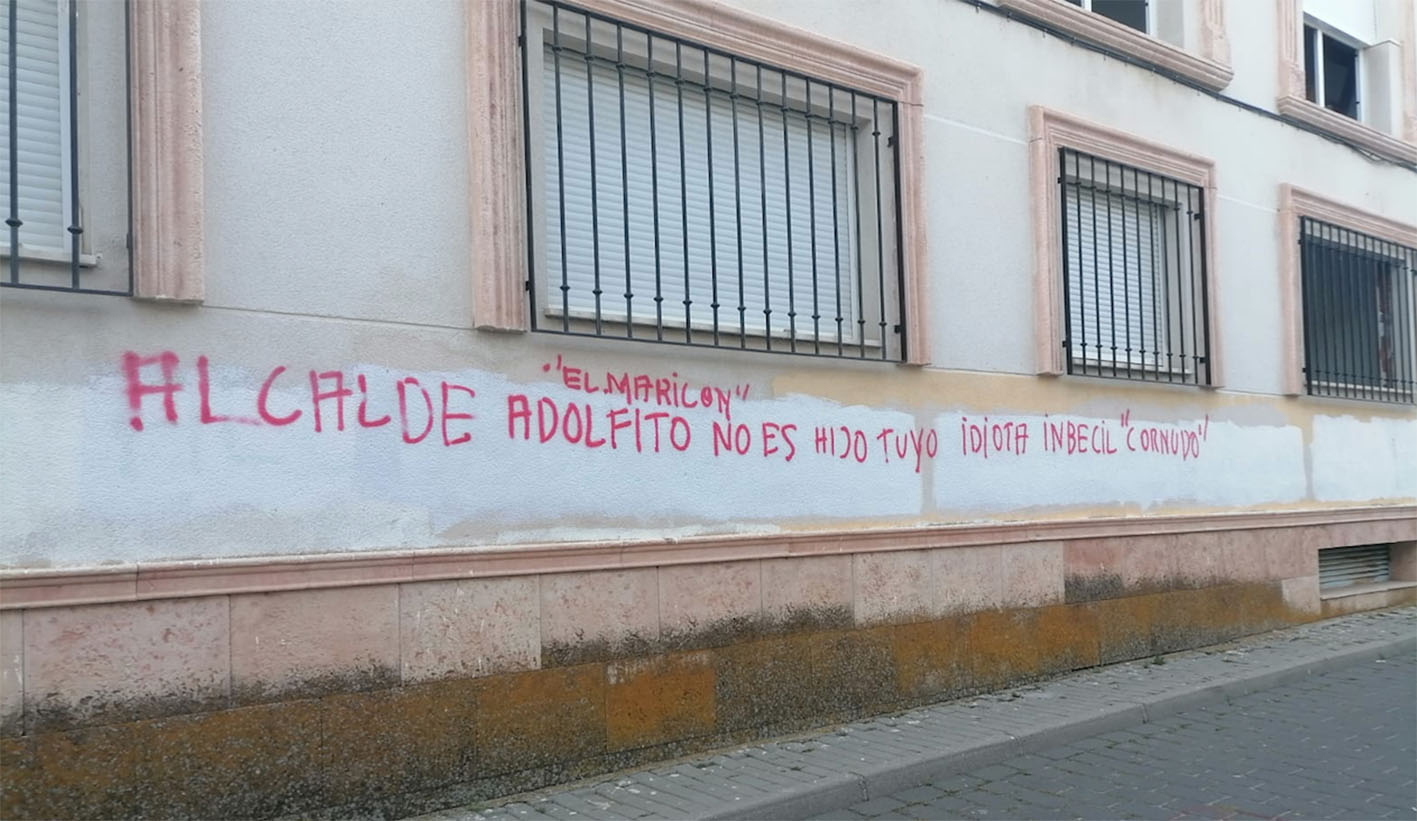 "EL.MARiCON"
ALCALDE ADOLFITO NO ES HIJO TUYO iDiOTA iNBECiL "CORNUDO"